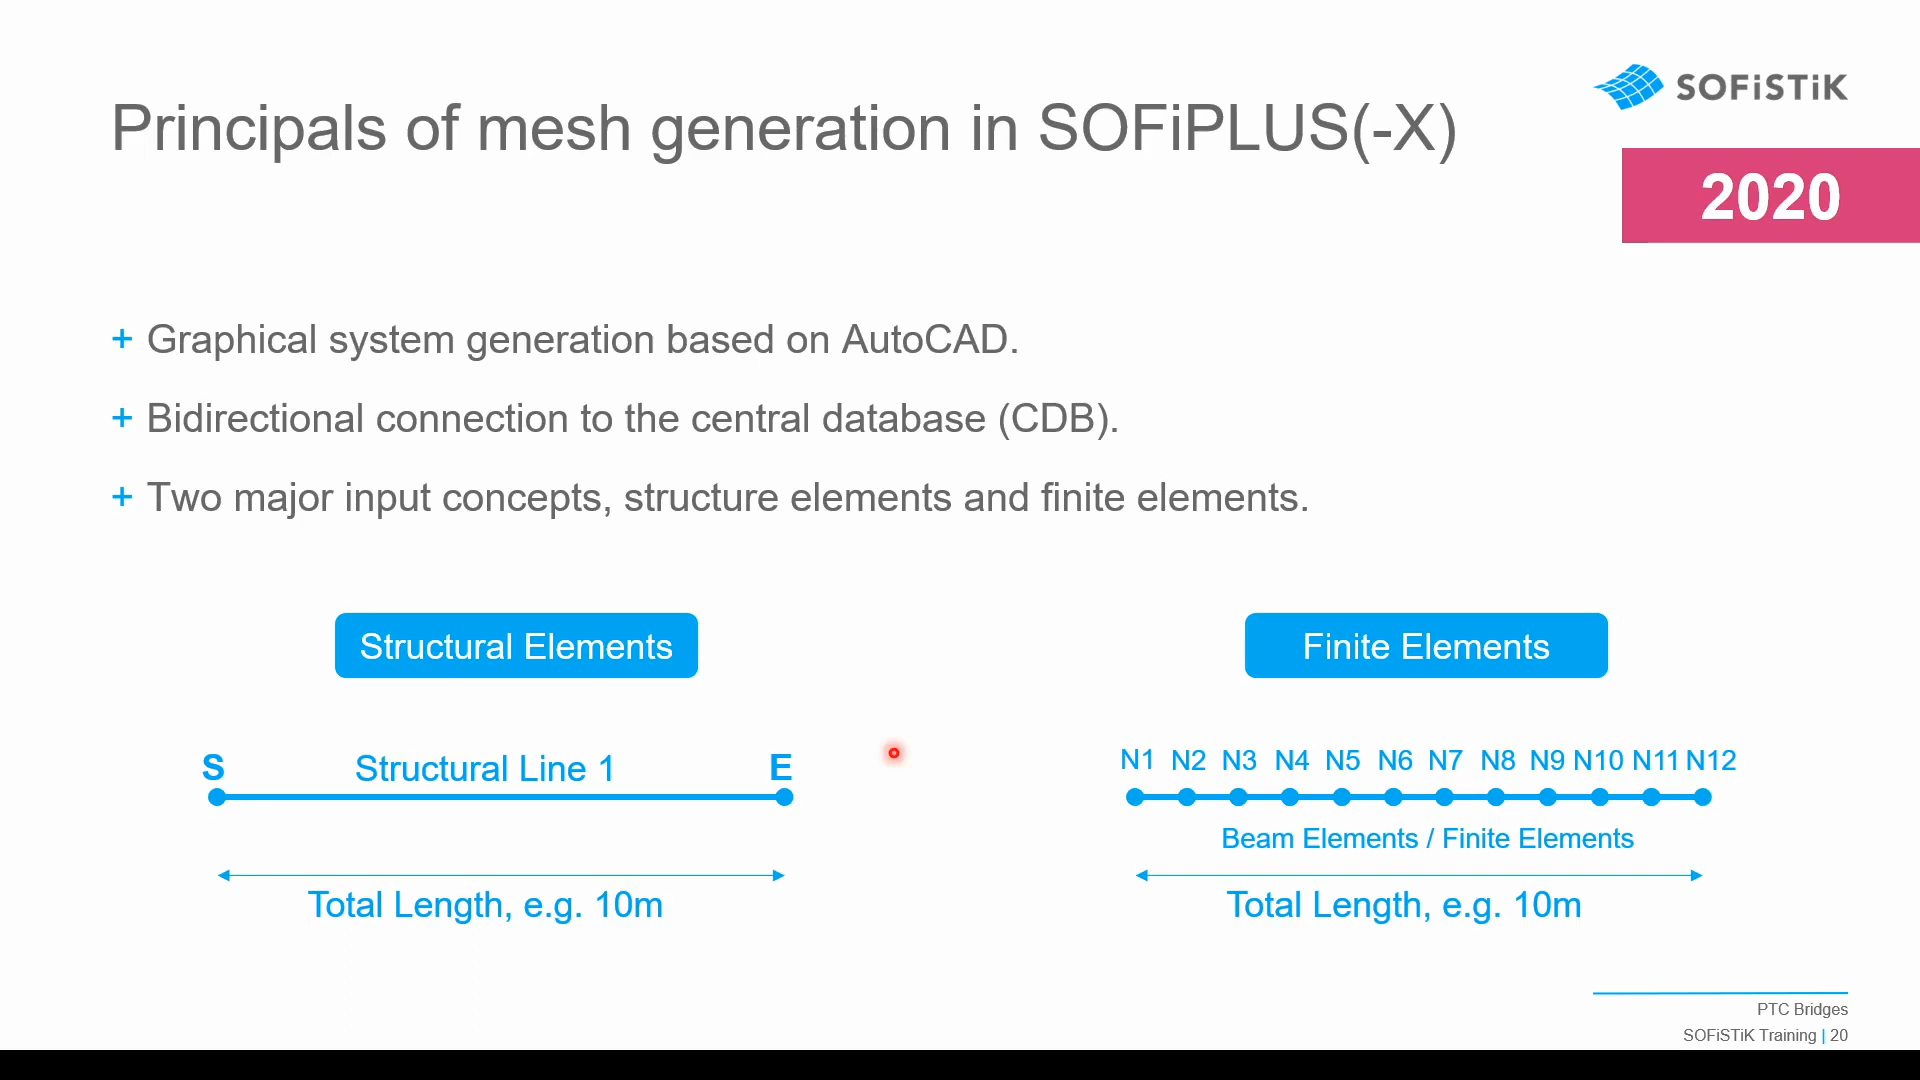 SOFiSTiK
Principals of mesh generation in SOFiPLUS(-X)
2020
+ Graphical system generation based on AutoCAD.
+ Bidirectional connection to the central database (CDB).
+ Two major input concepts, structure elements and finite elements.
Structural Elements
Finite Elements
S Structural Line 1 E
N1 N2 N3 N4 N5 N6 N7 N8 N9 N10 N11 N12
Beam Elements / Finite Elements
Total Length, e.g. 10m
Total Length, e.g. 10m
PTC Bridges
SOFiSTiK Training | 20